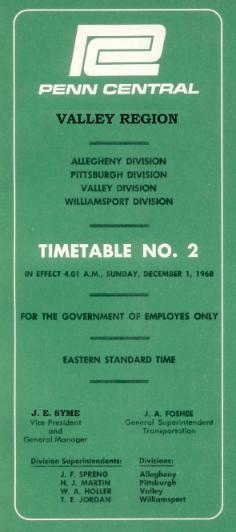 PENN CENTRAL
VALLEY REGION
ALLEGHENY DIVISION
PITTSBURGH DIVISION
VALLEY DIVISION
WILLIAMSPORT DIVISION
TIMETABLE NO. 2
IN EFFECT 4.01 A.M., SUNDAY, DECEMBER 1, 1968
FOR THE GOVERNMENT OF EMPLOYES ONLY
EASTERN STANDARD TIME
J. E. SYME
Vice President
and
General Manager
J. A. FOSHEE
General Superintendent
Transportation
Division Superintendents: Divisions:
J. F. SPRENG Allegheny
H. J. MARTIN Pittsburgh
W. A. HOLLER Valley
T. E. JORDAN Williamsport